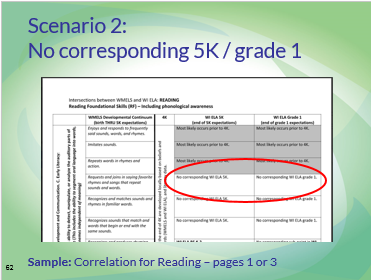 Scenario 2:
No corresponding 5K / grade 1
Intersections between WMELS and WI ELA: READING
Reading Foundational Skills (RF) – Including phonological awareness
WMELS Developmental Continuum
(birth THRU 5K expectations)
4K
WI ELA 5K
(end of 5K expectations)
WI ELA Grade 1
(end of grade 1 expectations)
Enjoys and responds to frequently
said sounds, words, and rhymes.
Most likely occurs prior to 4K.
Most likely occurs prior to 4K.
Imitates sounds.
Most likely occurs prior to 4K.
Most likely occurs prior to 4K.
Repeats words in rhymes and
action.
Most likely occurs prior to 4K.
Most likely occurs prior to 4K.
Requests and joins in saying favorite
rhymes and songs that repeat
sounds and words.
No corresponding WI ELA 5K.
No corresponding WI ELA grade 1.
Recognizes and matches sounds and
rhymes in familiar words.
No corresponding WI ELA 5K.
No corresponding WI ELA grade 1.
Recognizes sounds that match and
words that begin or end with the
same sounds.
No corresponding WI ELA 5K.
No corresponding WI ELA grade 1.
62
Sample: Correlation for Reading – pages 1 or 3